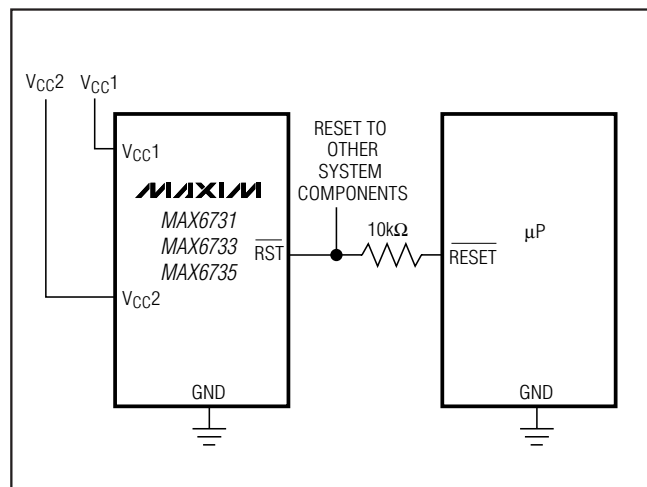 VCC2 VCC1
VCC1
MAXIM
MAX6731
MAX6733
MAX6735
RST
VCC2
GND
RESET TO
OTHER
SYSTEM
COMPONENTS
10kΩ
RESET
μP
GND